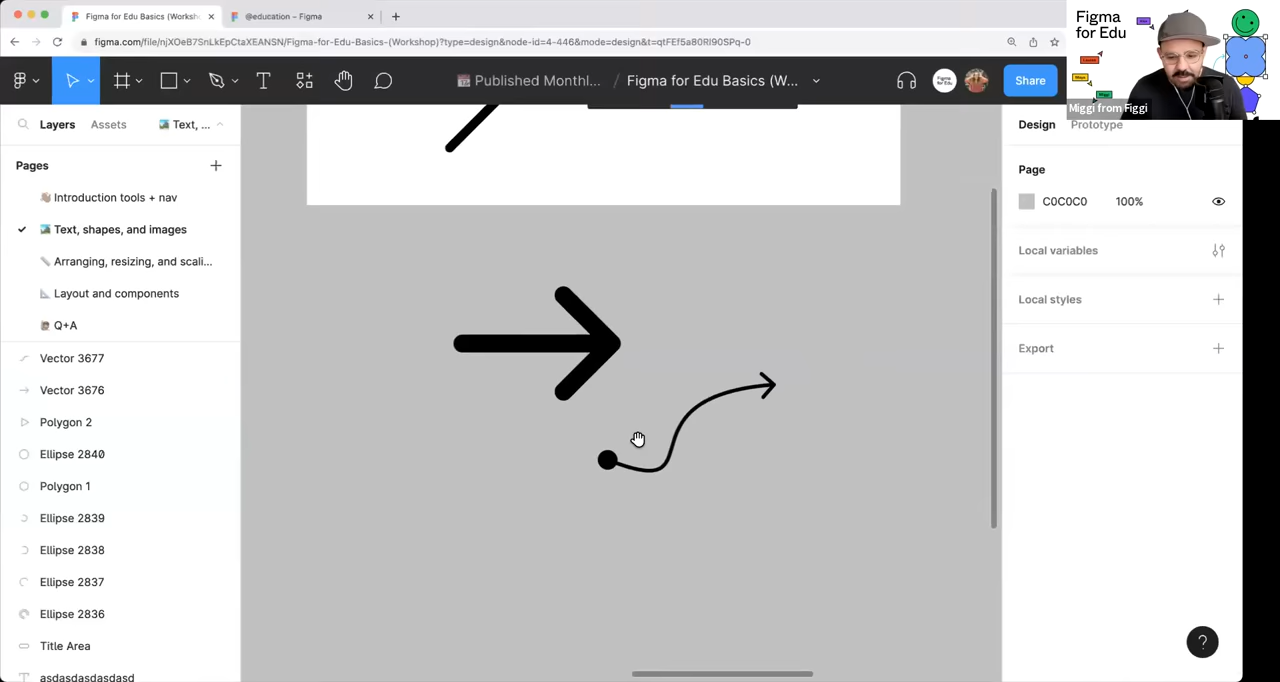 Figma for Edu Basics (Worksh
@education – Figma
figma.com/file/njXOeB7SnLkEpCtaXEANSN/Figma-for-Edu-Basics-(Workshop)?type=design&node-id=4-446&mode=design&t=qtFEf5a80RI90SPq-0
Published Monthl... / Figma for Edu Basics (W...
Share
Figma
for Edu
Miggi from Figgi
Layers
Assets
Text, ...
Pages
Introduction tools + nav
Text, shapes, and images
Arranging, resizing, and scali...
Layout and components
Q+A
Vector 3677
Vector 3676
Polygon 2
Ellipse 2840
Polygon 1
Ellipse 2839
Ellipse 2838
Ellipse 2837
Ellipse 2836
Title Area
asdasdasdasdasd
Design
Prototype
Page
C0C0C0
100%
Local variables
Local styles
Export
?